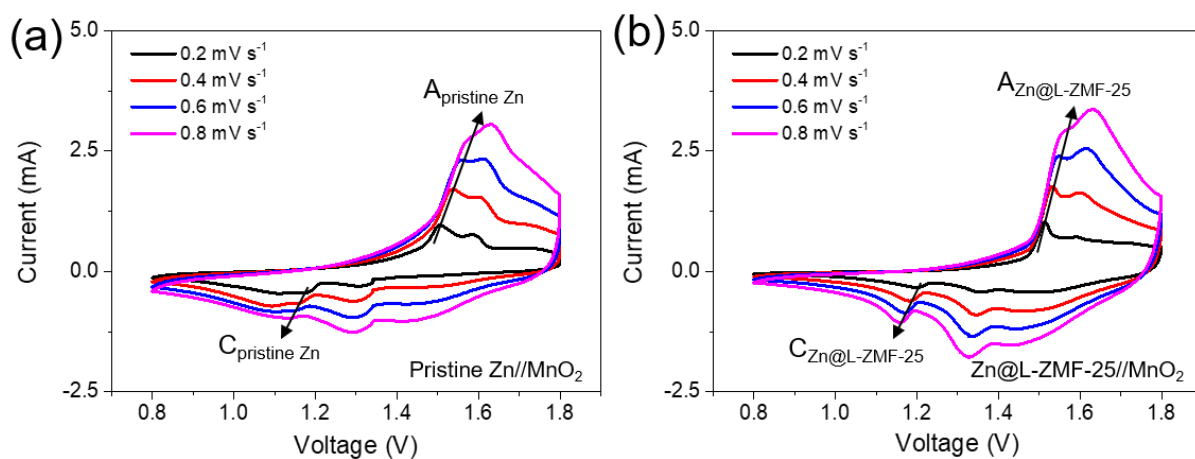 (a)
5.0
2.5
0.0
-2.5
Current (mA)
0.2 mV s⁻¹
0.4 mV s⁻¹
0.6 mV s⁻¹
0.8 mV s⁻¹
A pristine Zn
C pristine Zn
Pristine Zn//MnO₂
0.8 1.0 1.2 1.4 1.6 1.8
Voltage (V)
(b)
5.0
2.5
0.0
-2.5
Current (mA)
0.2 mV s⁻¹
0.4 mV s⁻¹
0.6 mV s⁻¹
0.8 mV s⁻¹
A Zn@L-ZMF-25
C Zn@L-ZMF-25
Zn@L-ZMF-25//MnO₂
0.8 1.0 1.2 1.4 1.6 1.8
Voltage (V)